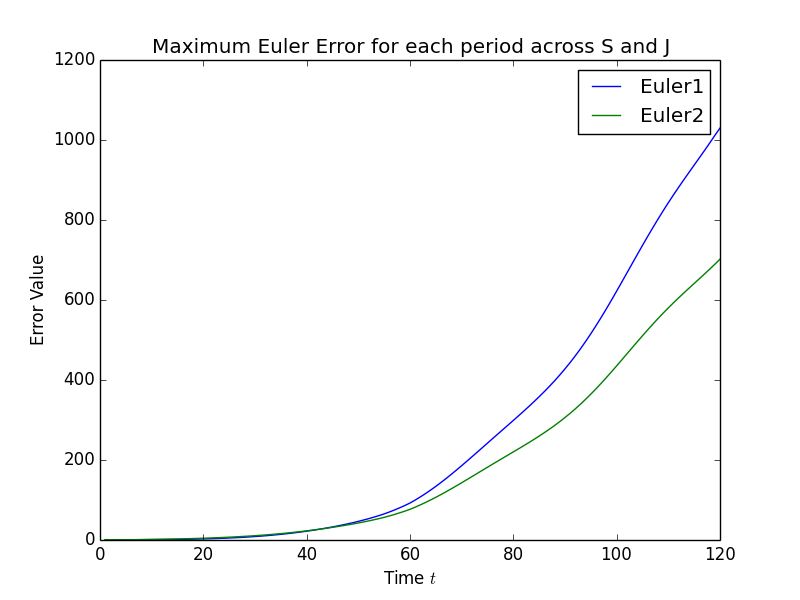 Maximum Euler Error for each period across S and J
1200
1000
800
600
400
200
0
Error Value
Euler1
Euler2
0 20 40 60 80 100 120
Time t